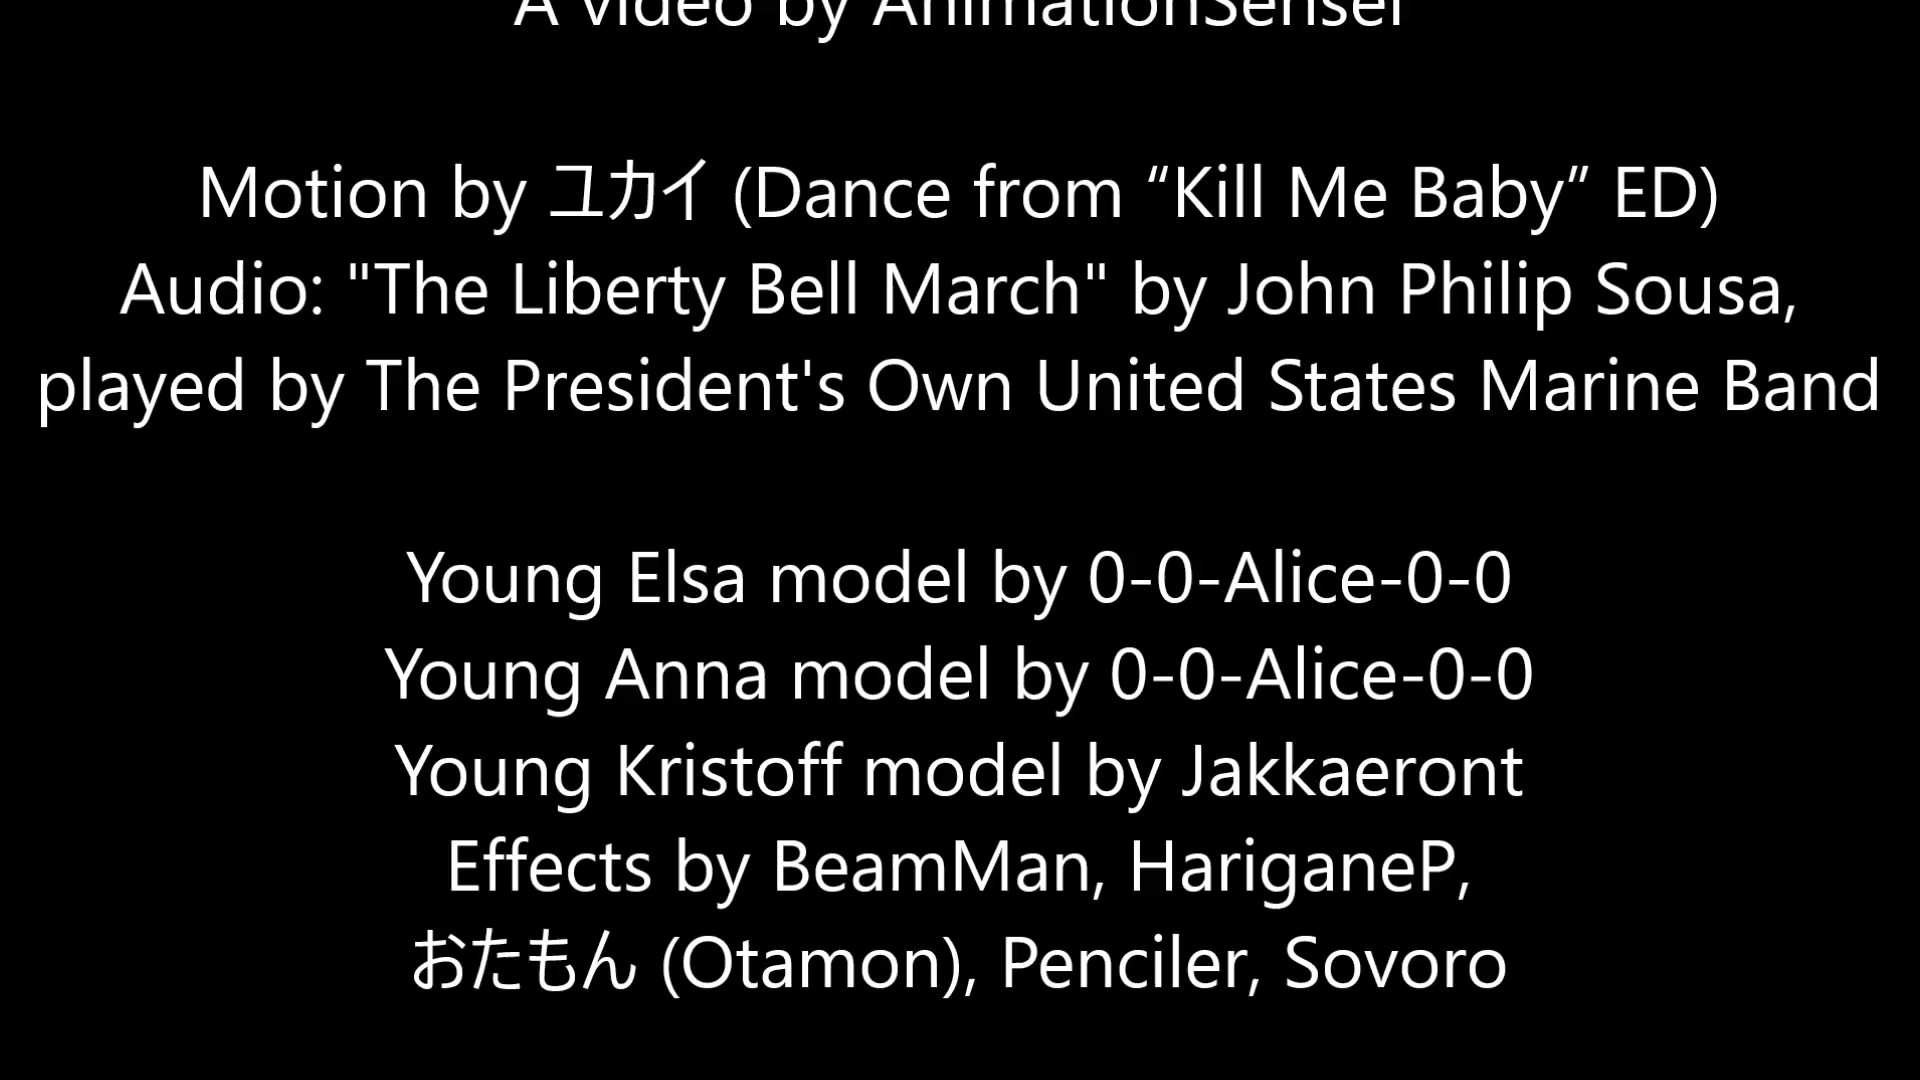 A video by AnimationSensei
Motion by ユカイ (Dance from “Kill Me Baby” ED)
Audio: "The Liberty Bell March" by John Philip Sousa,
played by The President's Own United States Marine Band
Young Elsa model by 0-0-Alice-0-0
Young Anna model by 0-0-Alice-0-0
Young Kristoff model by Jakkaeront
Effects by BeamMan, HariganeP,
おたもん (Otamon), Penciler, Sovoro